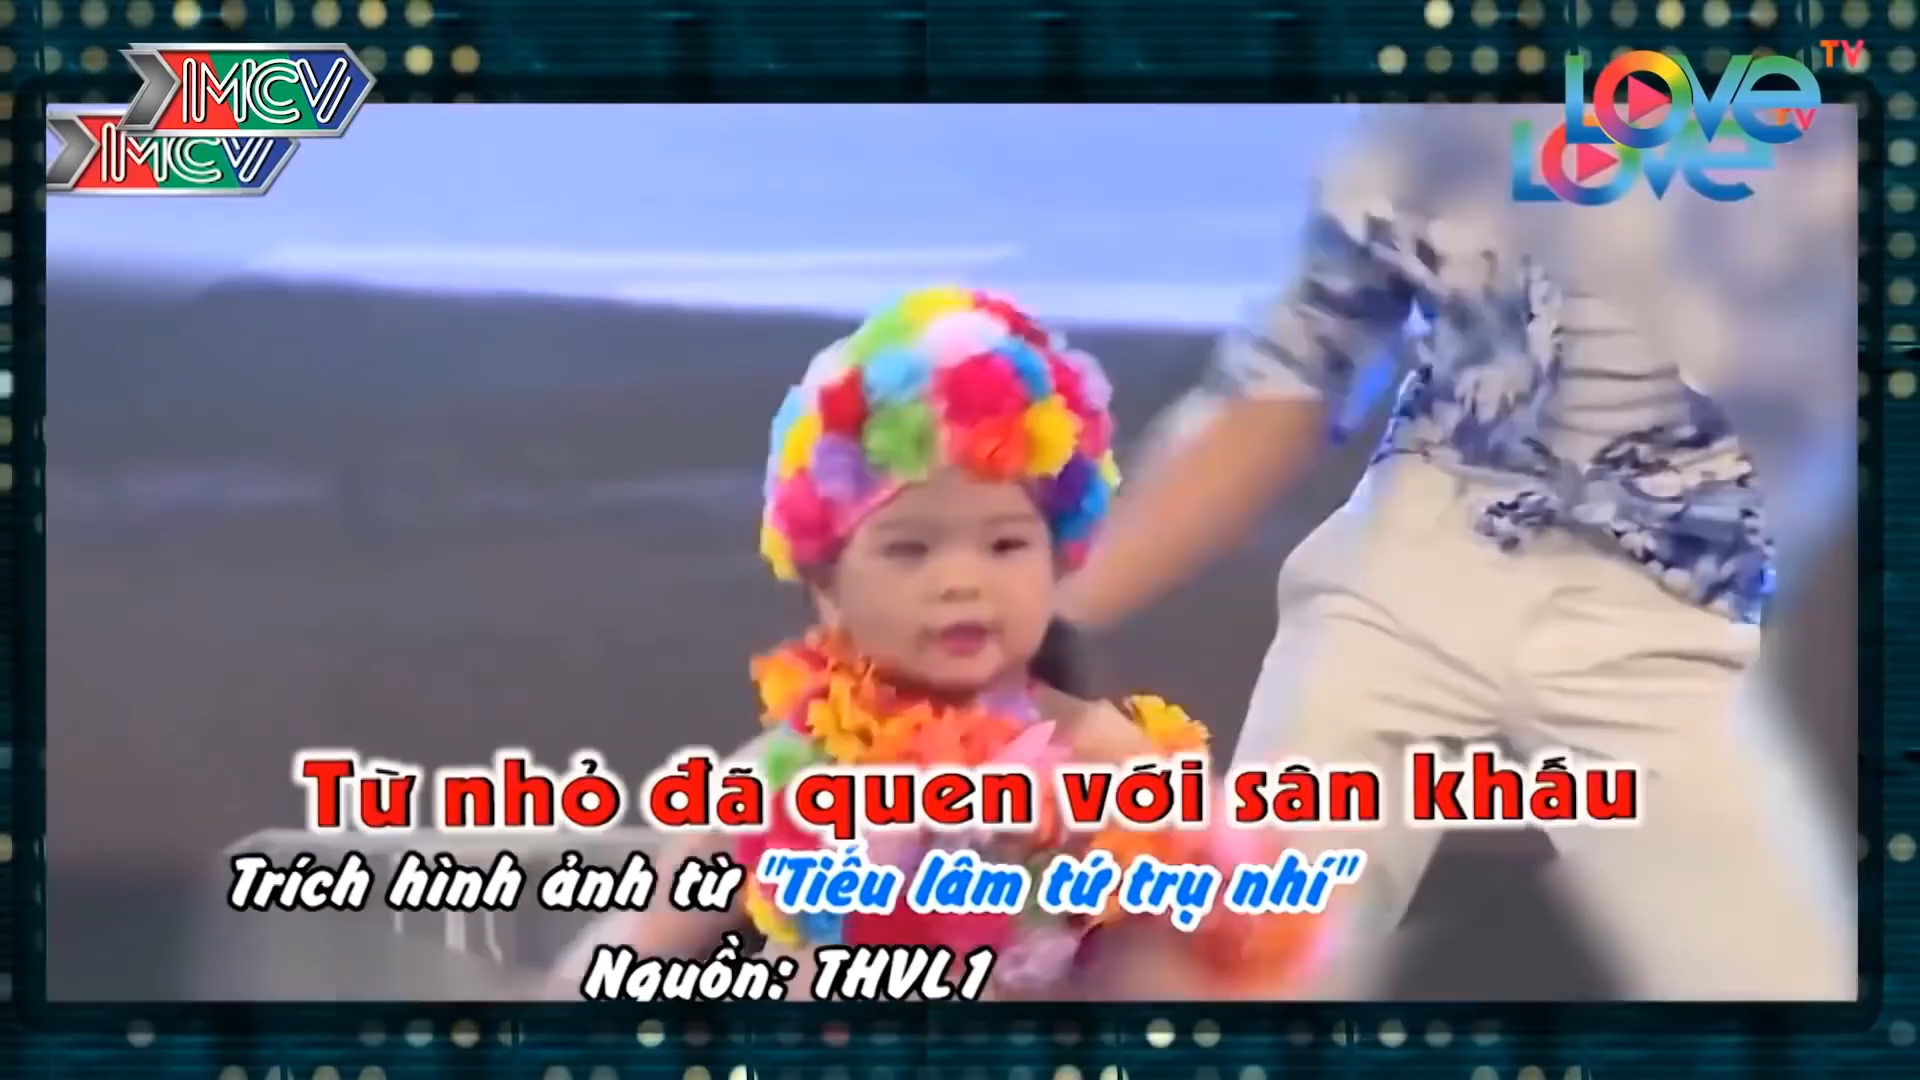 MCV
MCV
LOVE TV
LOVE TV
Từ nhỏ đã quen với sân khấu
Trích hình ảnh từ "Tiếu lâm tứ trụ nhí"
Nguồn: THVL1